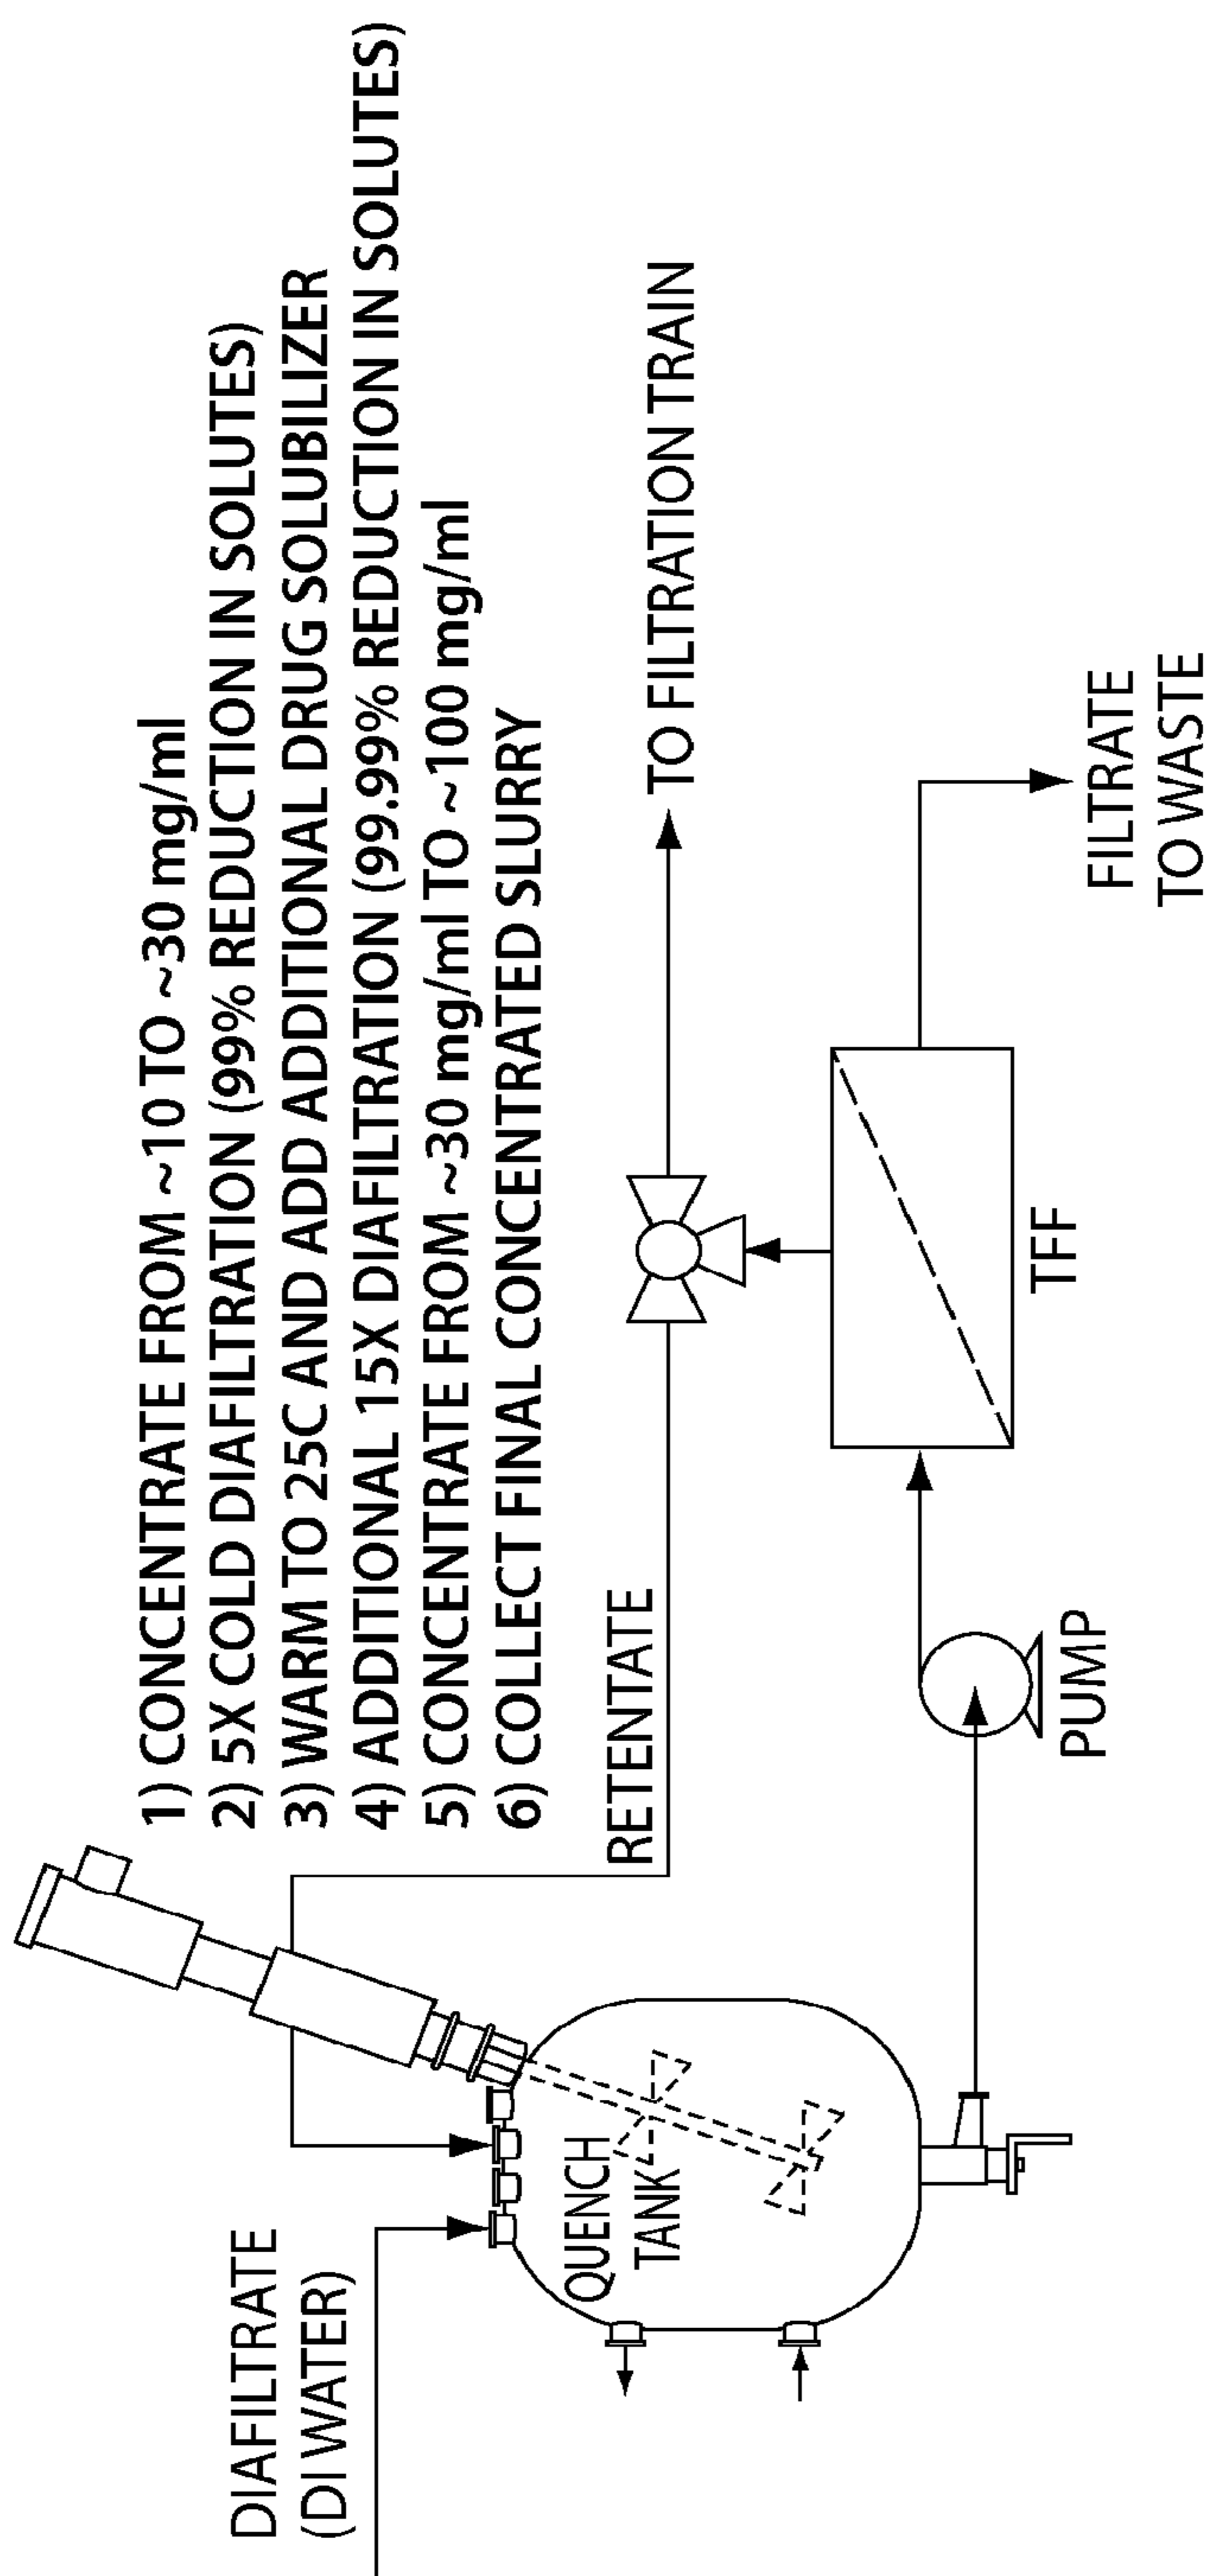 1) CONCENTRATE FROM ~10 TO ~30 mg/ml
2) 5X COLD DIAFILTRATION (99% REDUCTION IN SOLUTES)
3) WARM TO 25C AND ADD ADDITIONAL DRUG SOLUBILIZER
4) ADDITIONAL 15X DIAFILTRATION (99.99% REDUCTION IN SOLUTES)
5) CONCENTRATE FROM ~30 mg/ml TO ~100 mg/ml
6) COLLECT FINAL CONCENTRATED SLURRY
DIAFILTRATE
(DI WATER)
QUENCH
TANK
RETENTATE
TO FILTRATION TRAIN
PUMP
TFF
FILTRATE
TO WASTE